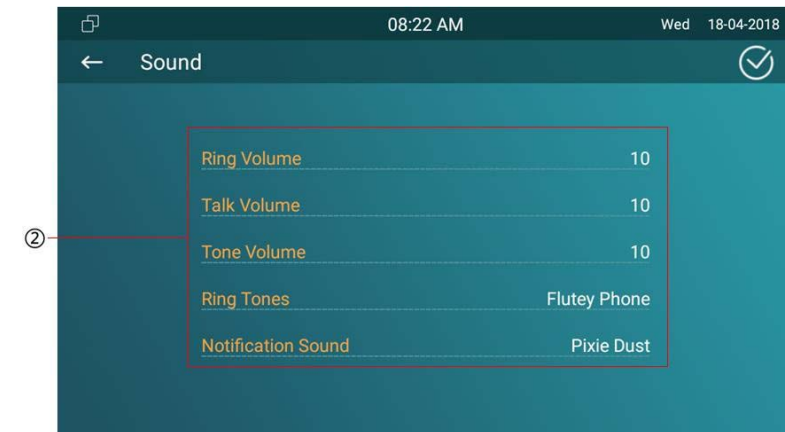 08:22 AM Wed 18-04-2018
Sound
Ring Volume 10
Talk Volume 10
② Tone Volume 10
Ring Tones Flutey Phone
Notification Sound Pixie Dust